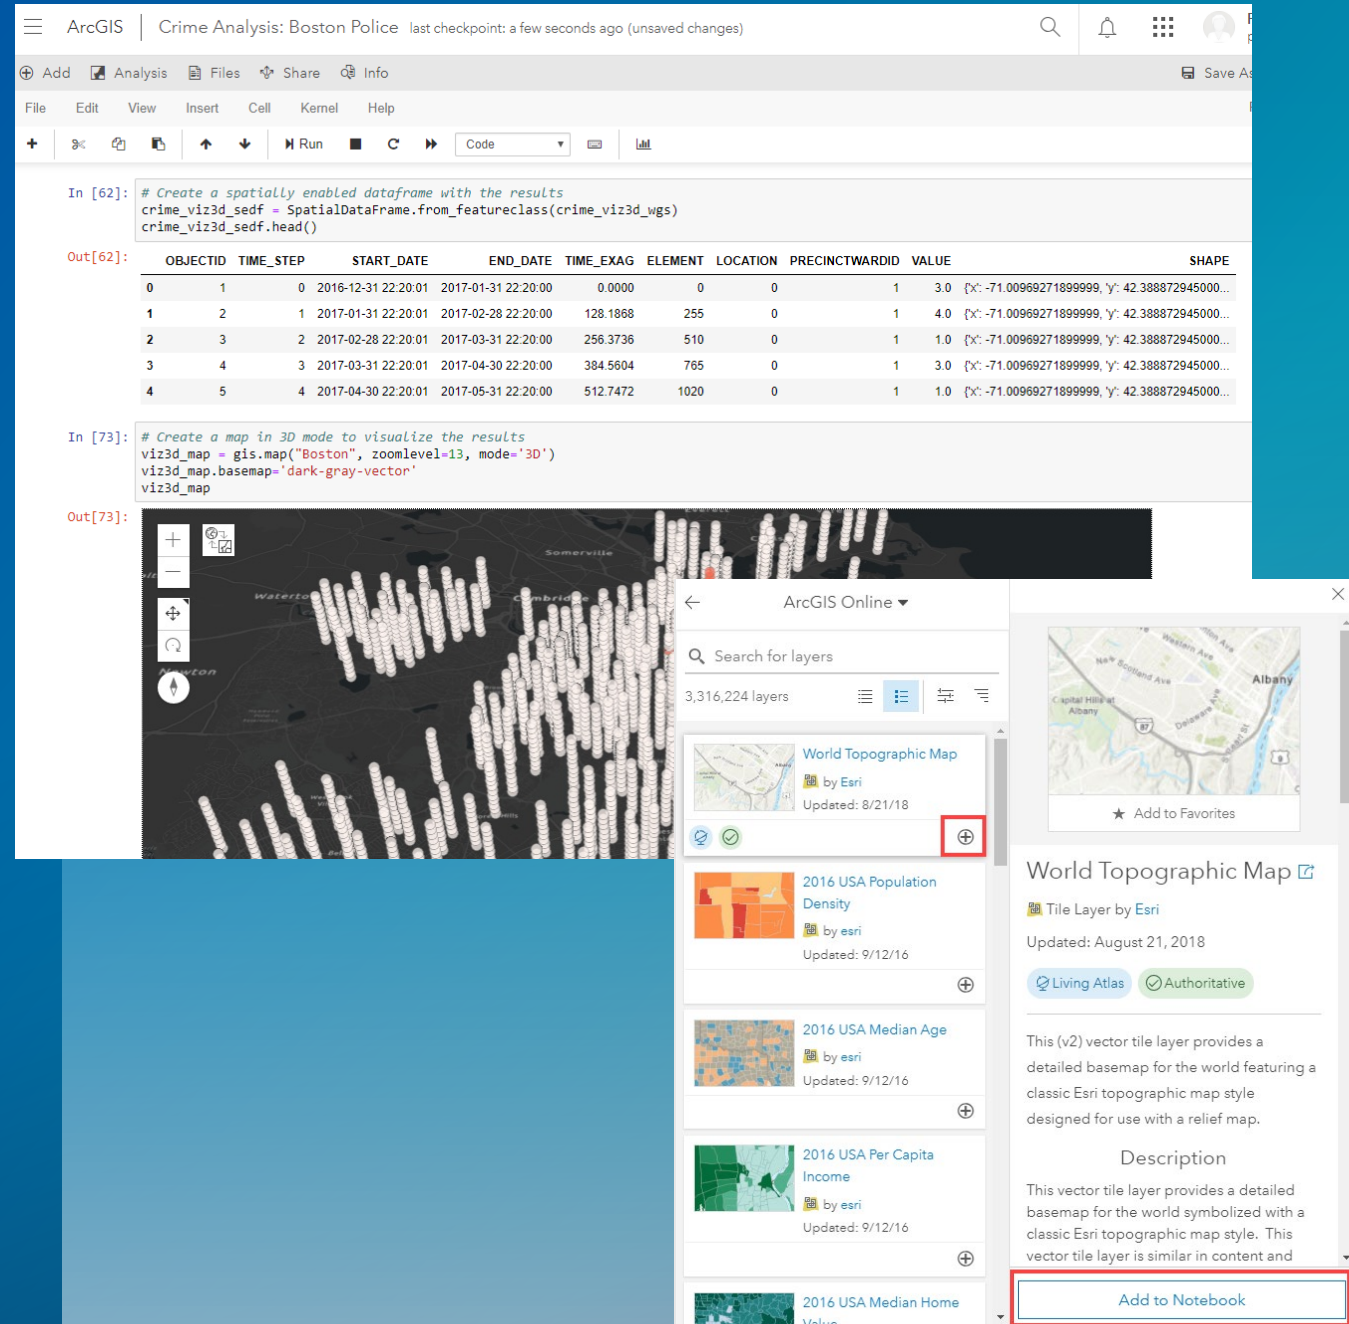 ArcGIS Crime Analysis: Boston Police last checkpoint: a few seconds ago (unsaved changes)
Add Analysis Files Share Info Save As
File Edit View Insert Cell Kernel Help
Run Code
In [62]: # Create a spatially enabled dataframe with the results
crime_viz3d_sedf = SpatialDataFrame.from_featureclass(crime_viz3d_wgs)
crime_viz3d_sedf.head()
Out[62]:
OBJECTID TIME_STEP START_DATE END_DATE TIME_EXAG ELEMENT LOCATION PRECINCTWARDID VALUE SHAPE
0 1 0 2016-12-31 22:20:01 2017-01-31 22:20:00 0.0000 0 0 1 3.0 {'x': -71.00969271899999, 'y': 42.388872945000...
1 2 1 2017-01-31 22:20:01 2017-02-28 22:20:00 128.1868 255 0 1 4.0 {'x': -71.00969271899999, 'y': 42.388872945000...
2 3 2 2017-02-28 22:20:01 2017-03-31 22:20:00 256.3736 510 0 1 1.0 {'x': -71.00969271899999, 'y': 42.388872945000...
3 4 3 2017-03-31 22:20:01 2017-04-30 22:20:00 384.5604 765 0 1 3.0 {'x': -71.00969271899999, 'y': 42.388872945000...
4 5 4 2017-04-30 22:20:01 2017-05-31 22:20:00 512.7472 1020 0 1 1.0 {'x': -71.00969271899999, 'y': 42.388872945000...
In [73]: # Create a map in 3D mode to visualize the results
viz3d_map = gis.map("Boston", zoomlevel=13, mode='3D')
viz3d_map.basemap='dark-gray-vector'
viz3d_map
Out[73]:
Somerville
Waterto
Cambrid
Newton
ArcGIS Online
Search for layers
3,316,224 layers
World Topographic Map
by Esri
Updated: 8/21/18
2016 USA Population
Density
by esri
Updated: 9/12/16
2016 USA Median Age
by esri
Updated: 9/12/16
2016 USA Per Capita
Income
by esri
Updated: 9/12/16
2016 USA Median Home
Value
Western Ave
New Scotland Ave
Albany
Capital Hills at
Albany
Delaware Ave
87
9
Add to Favorites
World Topographic Map
Tile Layer by Esri
Updated: August 21, 2018
Living Atlas Authoritative
This (v2) vector tile layer provides a
detailed basemap for the world featuring a
classic Esri topographic map style
designed for use with a relief map.
Description
This vector tile layer provides a detailed
basemap for the world symbolized with a
classic Esri topographic map style. This
vector tile layer is similar in content and
Add to Notebook